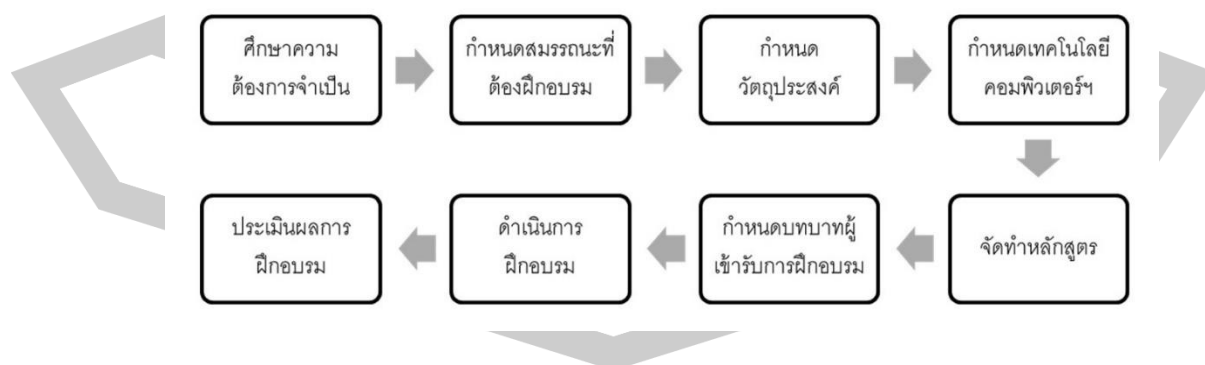 ศึกษาความ
ต้องการจำเป็น
กำหนดสมรรถนะที่
ต้องฝึกอบรม
กำหนด
วัตถุประสงค์
กำหนดเทคโนโลยี
คอมพิวเตอร์ฯ
จัดทำหลักสูตร
กำหนดบทบาทผู้
เข้ารับการฝึกอบรม
ดำเนินการ
ฝึกอบรม
ประเมินผลการ
ฝึกอบรม